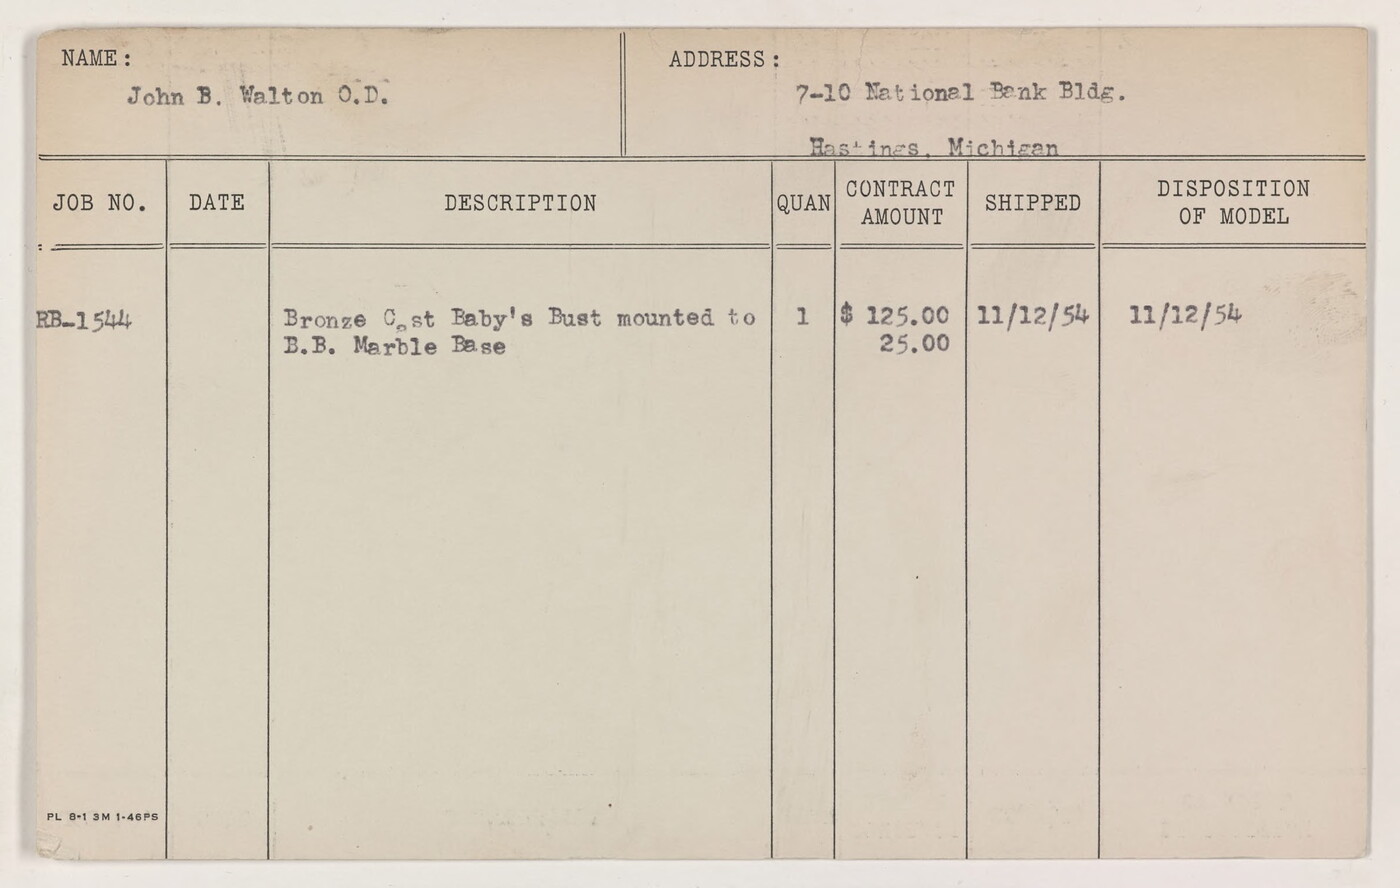 NAME:
John B. Walton O.D.
ADDRESS:
7-10 National Bank Bldg.
Hastings, Michigan
JOB NO.
DATE
DESCRIPTION
QUAN
CONTRACT
AMOUNT
SHIPPED
DISPOSITION
OF MODEL
RB-1544
Bronze Cast Baby's Bust mounted to
B.B. Marble Base
1
$ 125.00
25.00
11/12/54
11/12/54
PL 8-1 3M 1-46PS